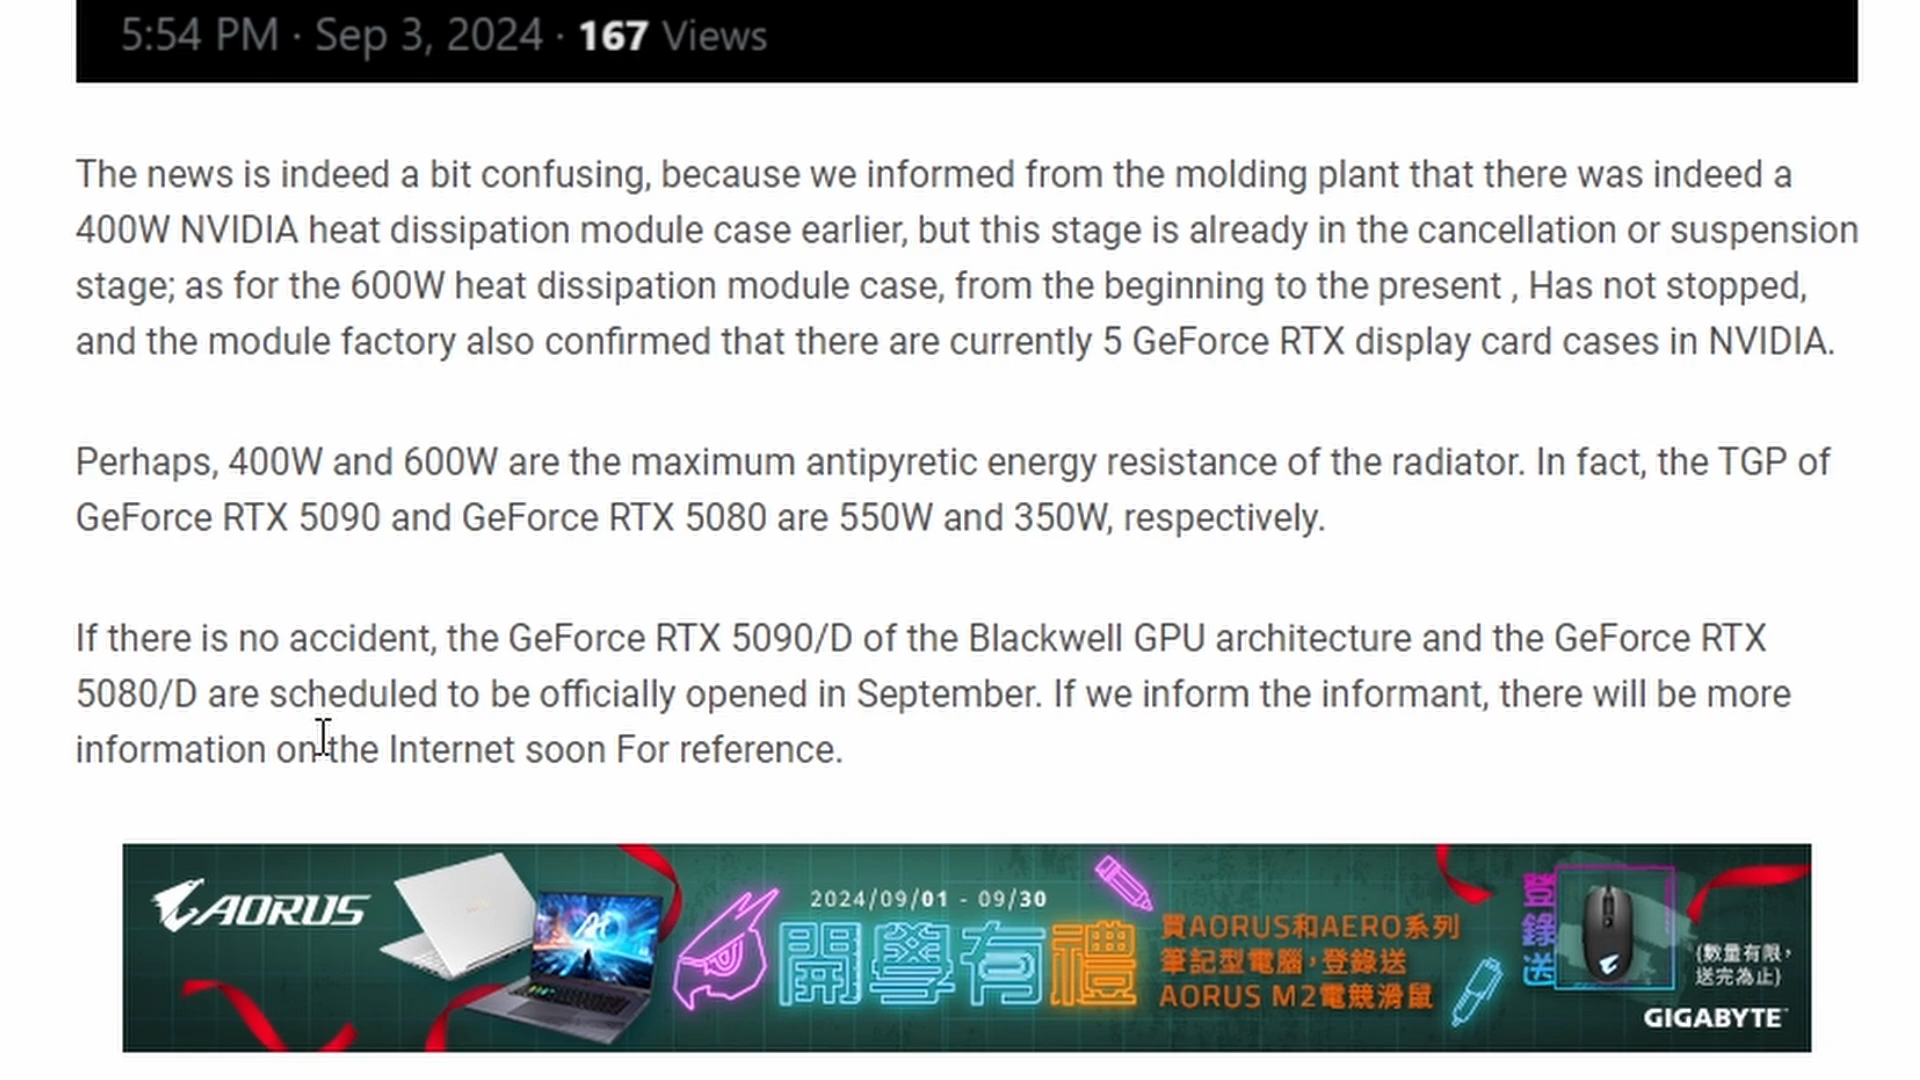 5:54 PM · Sep 3, 2024 · 167 Views
The news is indeed a bit confusing, because we informed from the molding plant that there was indeed a
400W NVIDIA heat dissipation module case earlier, but this stage is already in the cancellation or suspension
stage; as for the 600W heat dissipation module case, from the beginning to the present , Has not stopped,
and the module factory also confirmed that there are currently 5 GeForce RTX display card cases in NVIDIA.
Perhaps, 400W and 600W are the maximum antipyretic energy resistance of the radiator. In fact, the TGP of
GeForce RTX 5090 and GeForce RTX 5080 are 550W and 350W, respectively.
If there is no accident, the GeForce RTX 5090/D of the Blackwell GPU architecture and the GeForce RTX
5080/D are scheduled to be officially opened in September. If we inform the informant, there will be more
information on the Internet soon For reference.
AORUS
2024/09/01 - 09/30
開學有禮
買AORUS和AERO系列
筆記型電腦，登錄送
AORUS M2電競滑鼠
登錄送
(數量有限，
送完為止)
GIGABYTE